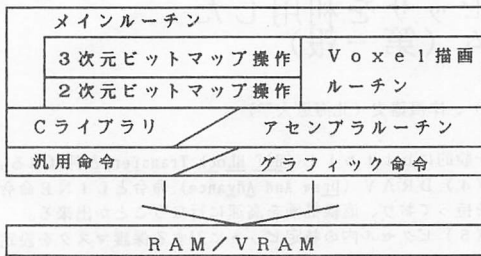 メインルーチン
3次元ビットマップ操作
Voxel描画
ルーチン
2次元ビットマップ操作
Cライブラリ
アセンブラルーチン
汎用命令
グラフィック命令
RAM/VRAM